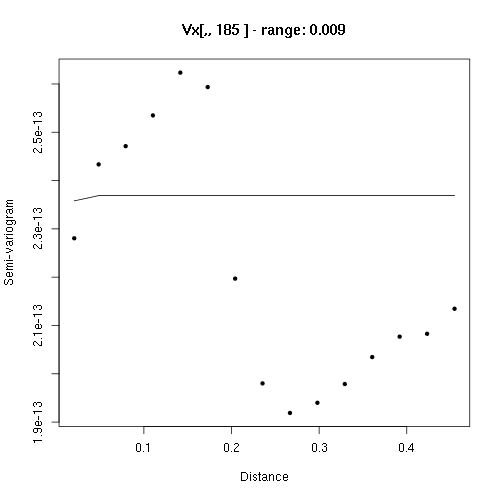 Vx[,, 185 ] - range: 0.009
Semi-variogram
2.5e-13
2.3e-13
2.1e-13
1.9e-13
0.1 0.2 0.3 0.4
Distance